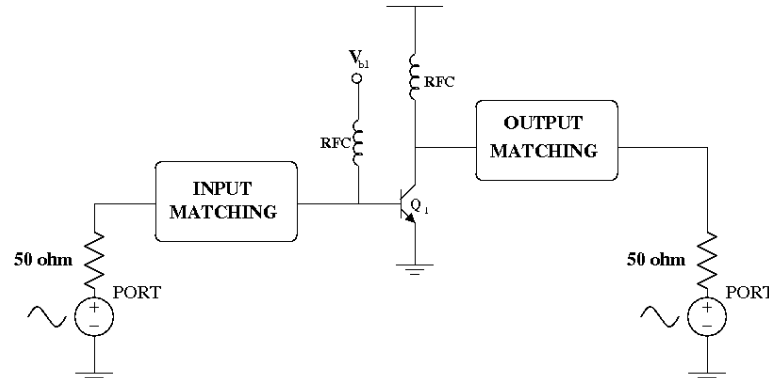 V b1
RFC
RFC
INPUT
MATCHING
OUTPUT
MATCHING
Q 1
50 ohm
PORT
50 ohm
PORT